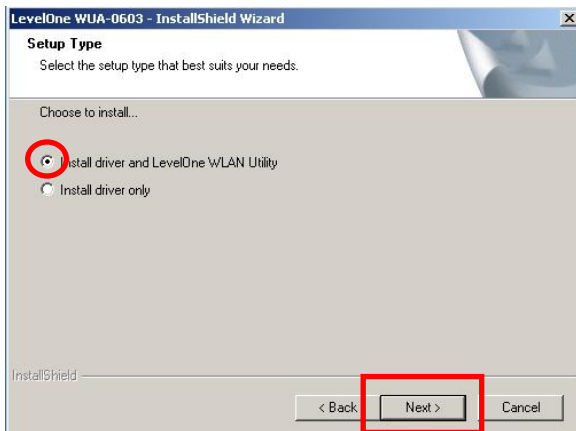 LevelOne WUA-0603 - InstallShield Wizard
Setup Type
Select the setup type that best suits your needs.
Choose to install...
Install driver and LevelOne WLAN Utility
Install driver only
InstallShield
< Back
Next >
Cancel